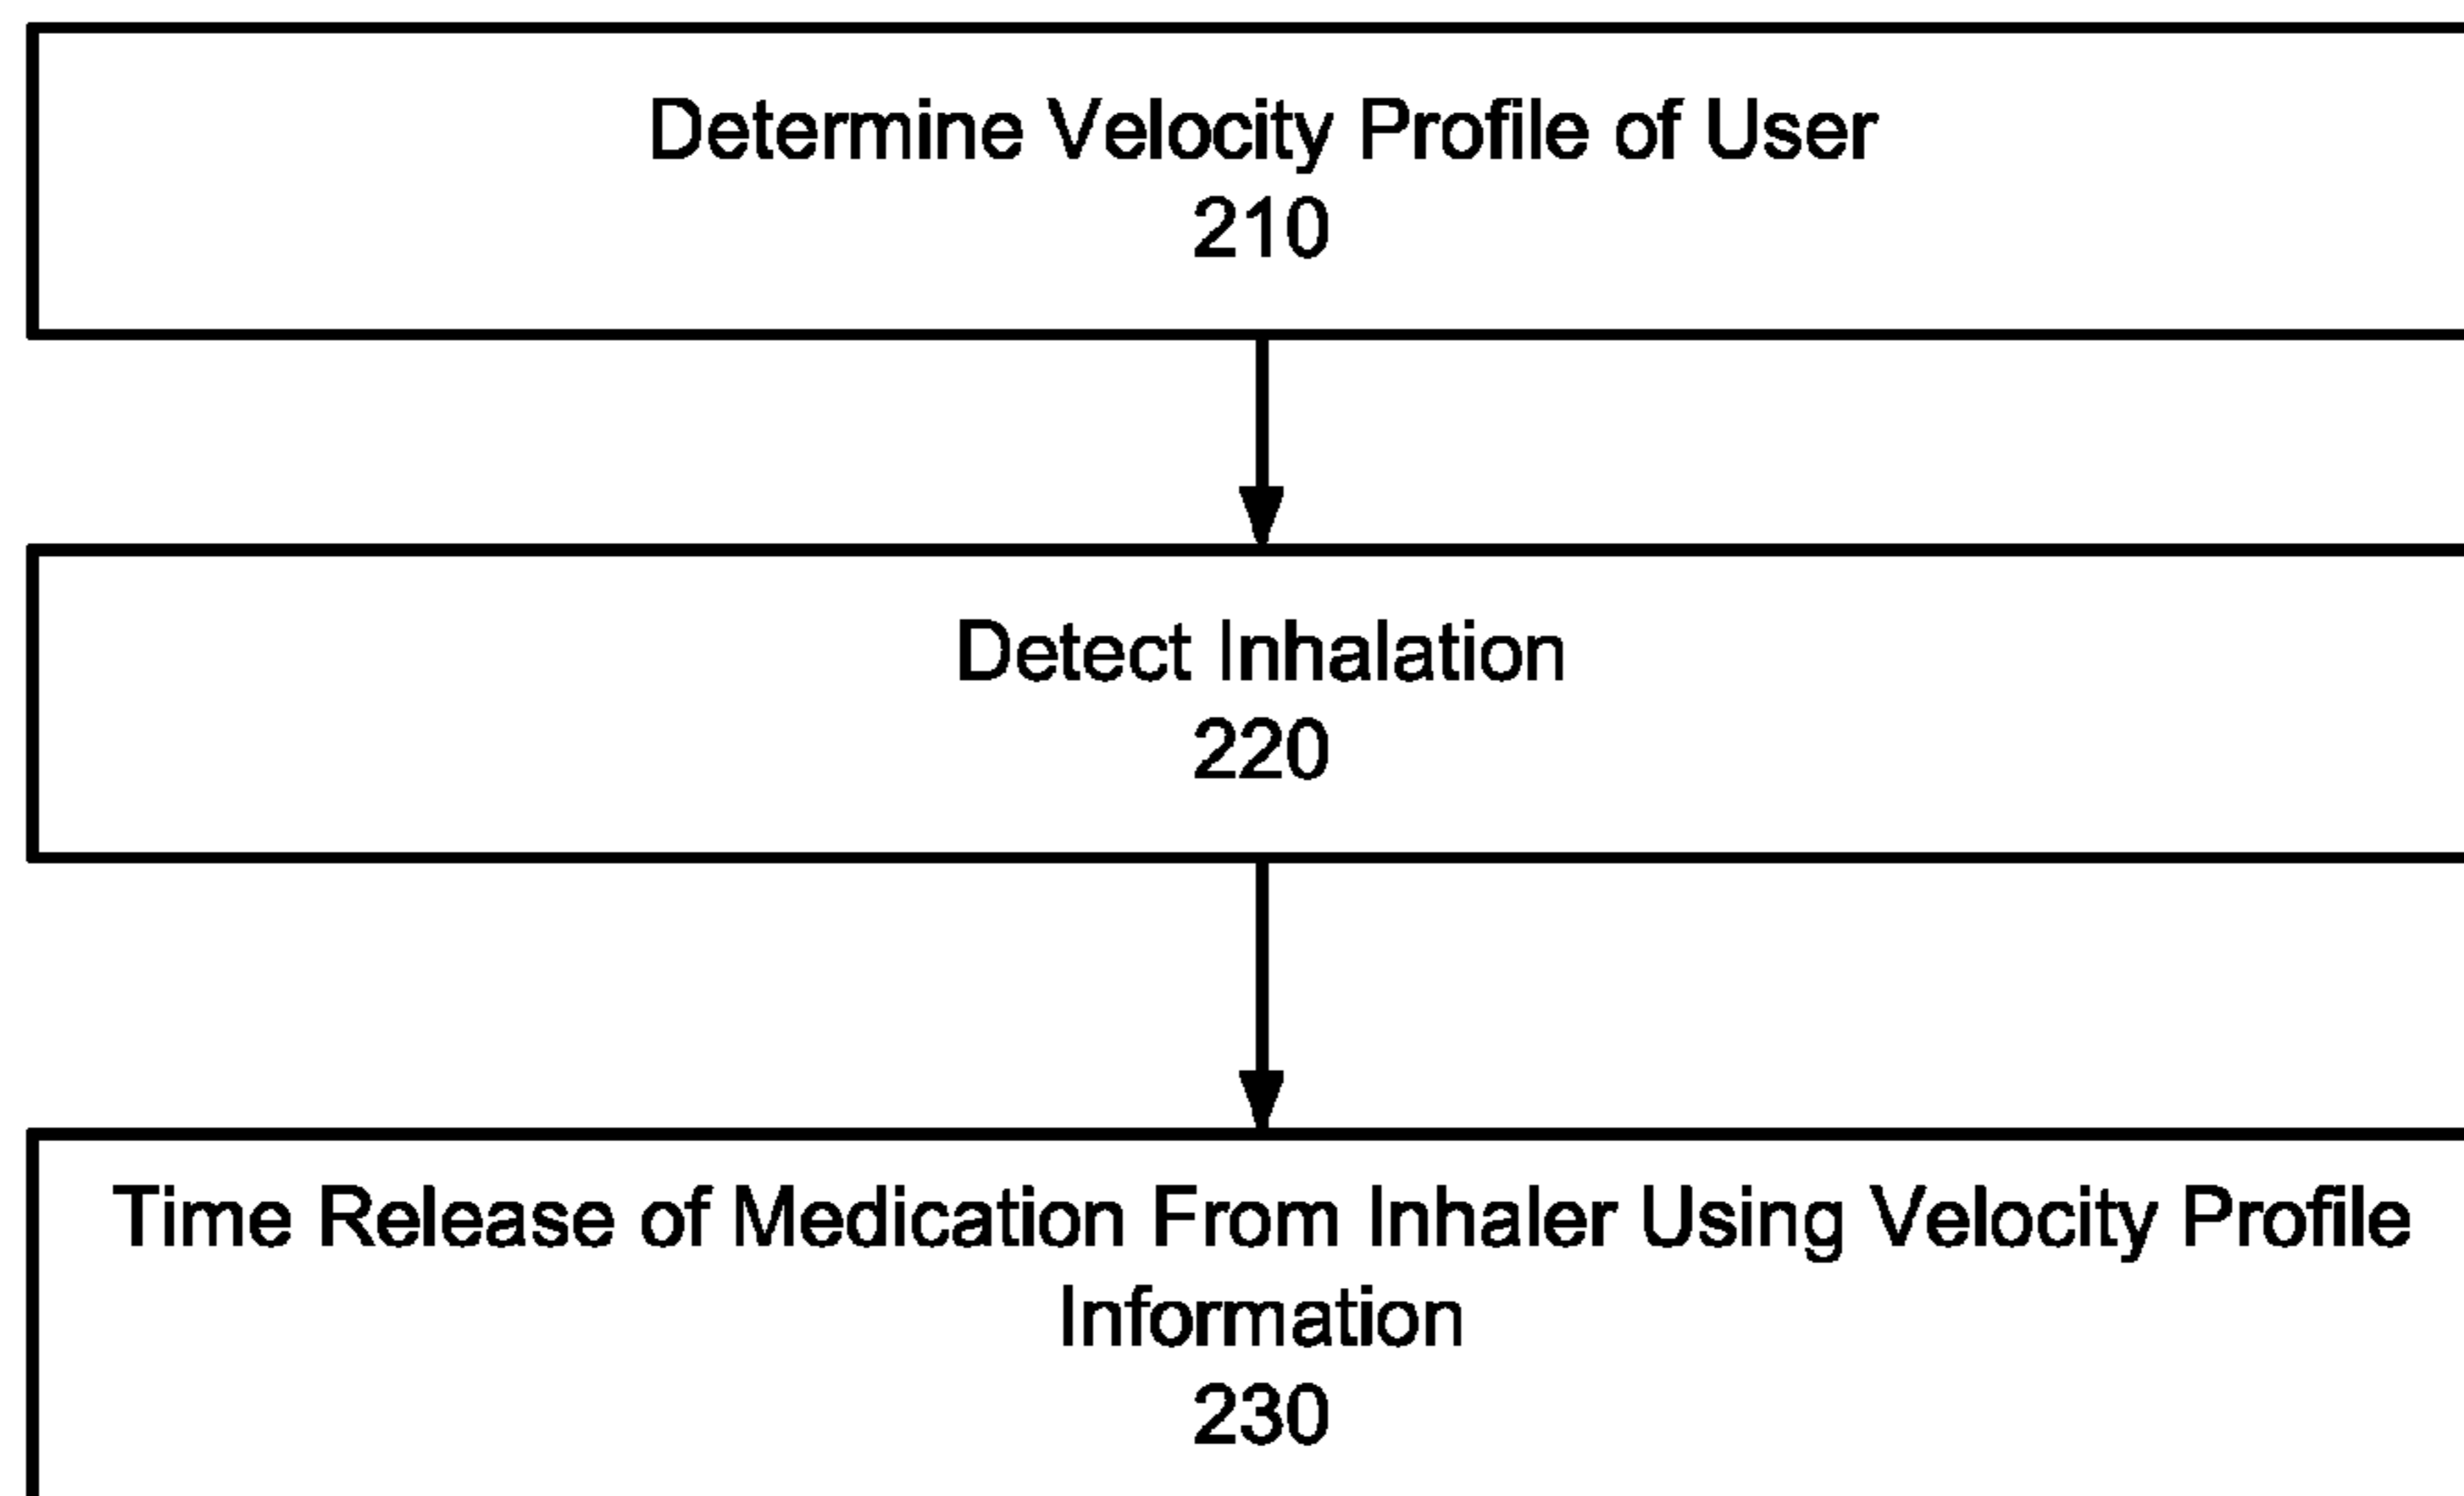 Determine Velocity Profile of User
210
Detect Inhalation
220
Time Release of Medication From Inhaler Using Velocity Profile
Information
230